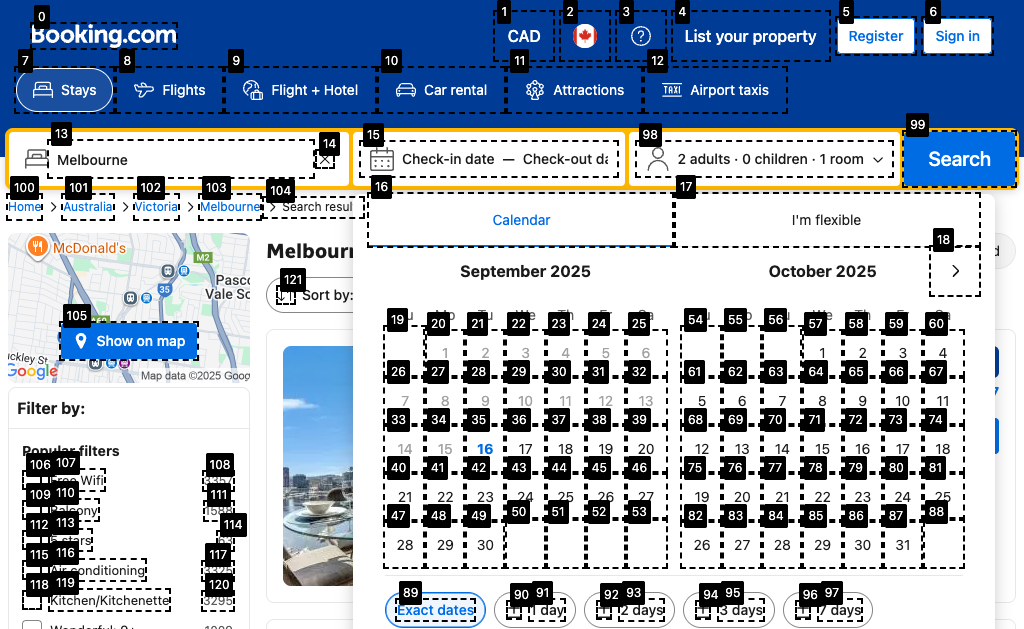 Booking.com
CAD
List your property
Register
Sign in
Stays
Flights
Flight + Hotel
Car rental
Attractions
Airport taxis
Melbourne
Check-in date — Check-out da
2 adults · 0 children · 1 room
Search
Home > Australia > Victoria > Melbourne > Search resul
Calendar
I'm flexible
McDonald's
M2
35
Pasco
Vale So
Show on map
ckley St
Google
Map data ©2025 Goog
Melbour
Sort by:
September 2025
October 2025
1 2 3 4 5 6
7 8 9 10 11 12 13
14 15 16 17 18 19 20
21 22 23 24 25 26 27
28 29 30
1 2 3 4
5 6 7 8 9 10 11
12 13 14 15 16 17 18
19 20 21 22 23 24 25
26 27 28 29 30 31
Exact dates
1 day
2 days
3 days
7 days
Filter by:
Popular filters
Free Wifi 3357
Balcony 1588
5 stars 63
Air conditioning 3325
Kitchen/Kitchenette 3295
0
1
2
3
4
5
6
7
8
9
10
11
12
13
14
15
98
99
100
101
102
103
104
16
17
18
105
121
19 20 21 22 23 24 25
26 27 28 29 30 31 32
33 34 35 36 37 38 39
40 41 42 43 44 45 46
47 48 49 50 51 52 53
54 55 56 57 58 59 60
61 62 63 64 65 66 67
68 69 70 71 72 73 74
75 76 77 78 79 80 81
82 83 84 85 86 87 88
106 107 108
109 110 111
112 113 114
115 116 117
118 119 120
89
90 91
92 93
94 95
96 97